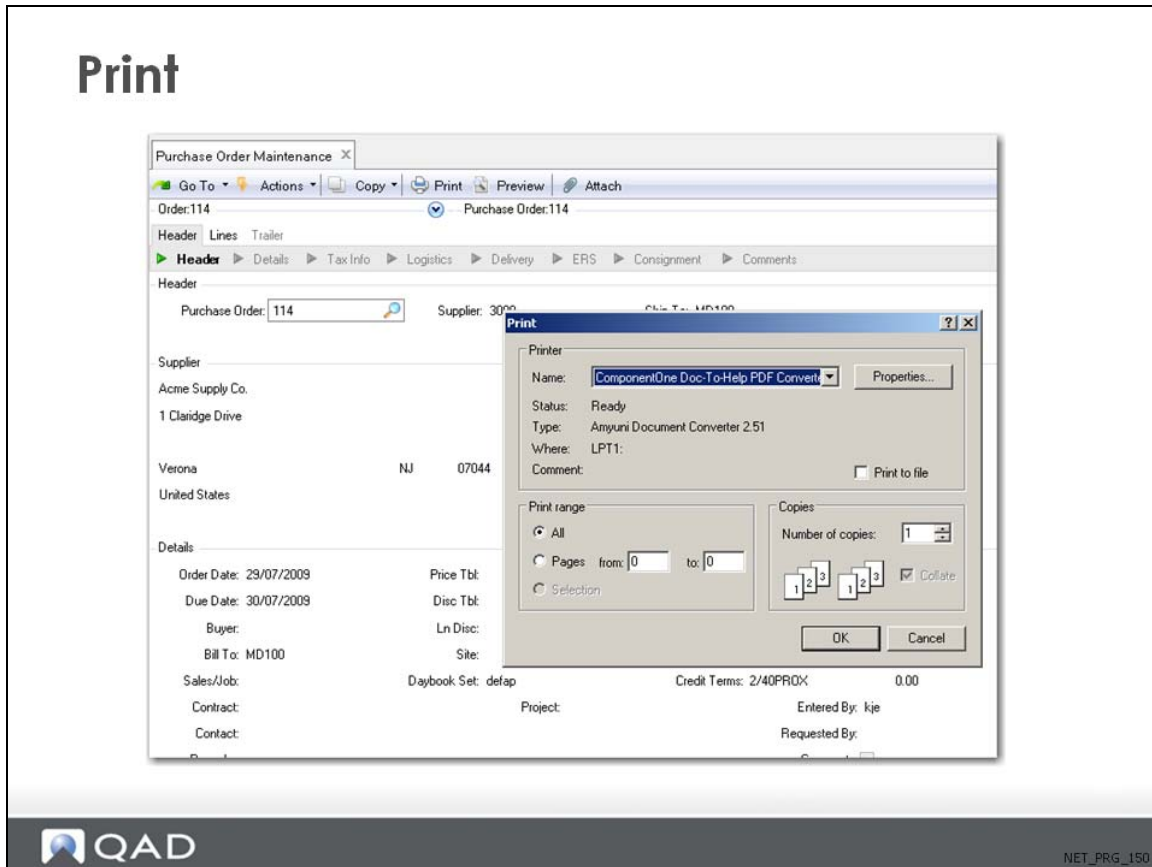 Print
Purchase Order Maintenance
Go To Actions Copy Print Preview Attach
Order:114 Purchase Order:114
Header Lines Trailer
Header Details Tax Info Logistics Delivery ERS Consignment Comments
Header
Purchase Order: 114 Supplier:
Supplier
Acme Supply Co.
1 Claridge Drive
Verona NJ 07044
United States
Details
Order Date: 29/07/2009 Price Tbl:
Due Date: 30/07/2009 Disc Tbl:
Buyer: Ln Disc:
Bill To: MD100 Site:
Sales/Job: Daybook Set: defap Credit Terms: 2/40PROX 0.00
Contract: Project: Entered By: kje
Contact: Requested By:
Print
Printer
Name: ComponentOne Doc-To-Help PDF Converte Properties...
Status: Ready
Type: Amyuni Document Converter 2.51
Where: LPT1:
Comment: Print to file
Print range
All
Pages from: 0 to: 0
Selection
Copies
Number of copies: 1
1 2 3 1 2 3 Collate
OK Cancel
QAD
NET_PRG_150